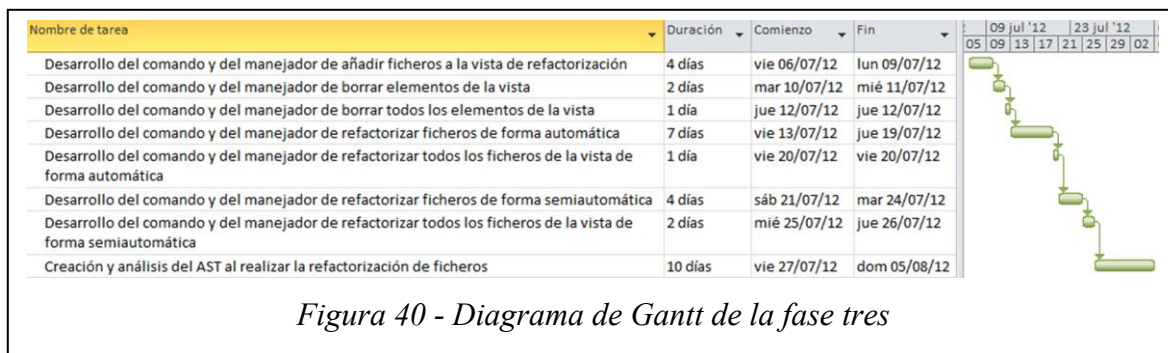 Nombre de tarea Duración Comienzo Fin 09 jul '12 23 jul '12
05 09 13 17 21 25 29 02
Desarrollo del comando y del manejador de añadir ficheros a la vista de refactorización 4 días vie 06/07/12 lun 09/07/12
Desarrollo del comando y del manejador de borrar elementos de la vista 2 días mar 10/07/12 mié 11/07/12
Desarrollo del comando y del manejador de borrar todos los elementos de la vista 1 día jue 12/07/12 jue 12/07/12
Desarrollo del comando y del manejador de refactorizar ficheros de forma automática 7 días vie 13/07/12 jue 19/07/12
Desarrollo del comando y del manejador de refactorizar todos los ficheros de la vista de 1 día vie 20/07/12 vie 20/07/12
forma automática
Desarrollo del comando y del manejador de refactorizar ficheros de forma semiautomática 4 días sáb 21/07/12 mar 24/07/12
Desarrollo del comando y del manejador de refactorizar todos los ficheros de la vista de 2 días mié 25/07/12 jue 26/07/12
forma semiautomática
Creación y análisis del AST al realizar la refactorización de ficheros 10 días vie 27/07/12 dom 05/08/12
Figura 40 - Diagrama de Gantt de la fase tres